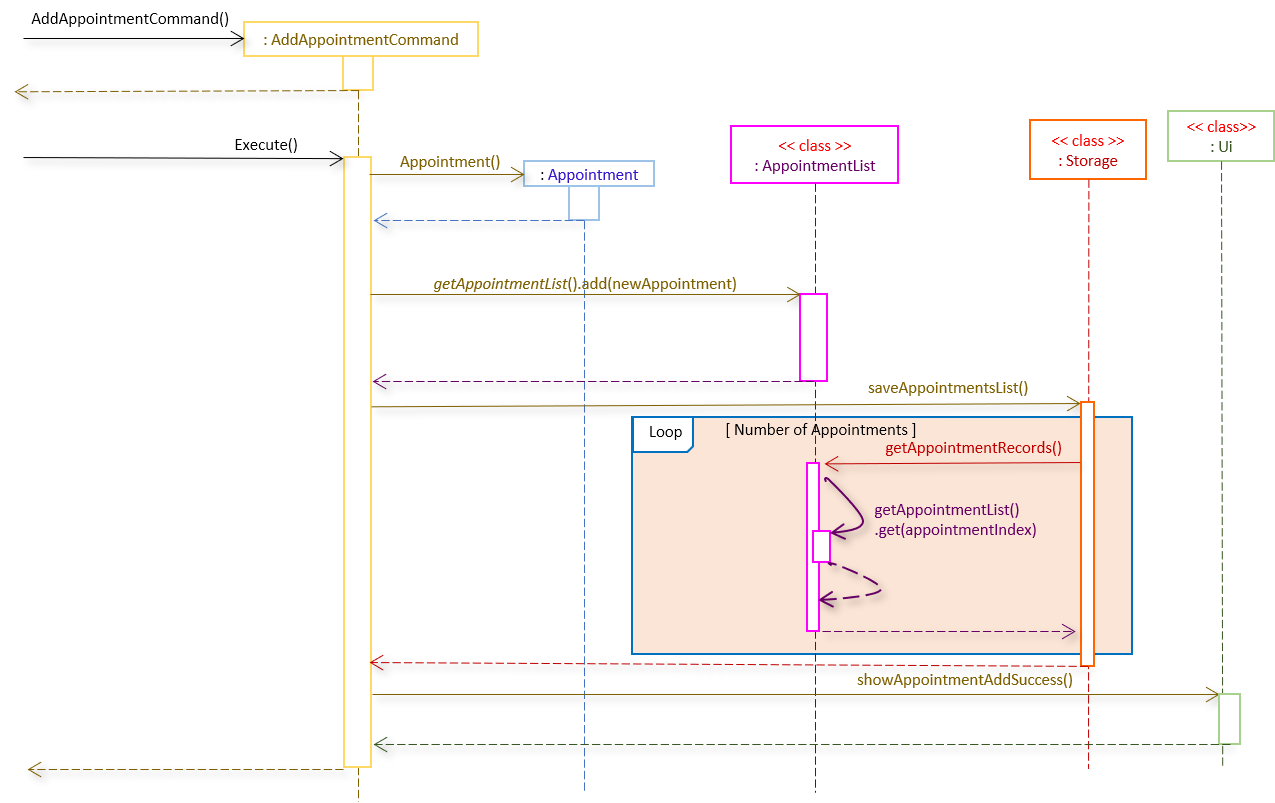 AddAppointmentCommand()
: AddAppointmentCommand
Execute()
Appointment()
: Appointment
<< class >>
: AppointmentList
<< class >>
: Storage
<< class>>
: Ui
getAppointmentList().add(newAppointment)
saveAppointmentsList()
Loop
[ Number of Appointments ]
getAppointmentRecords()
getAppointmentList()
.get(appointmentIndex)
showAppointmentAddSuccess()